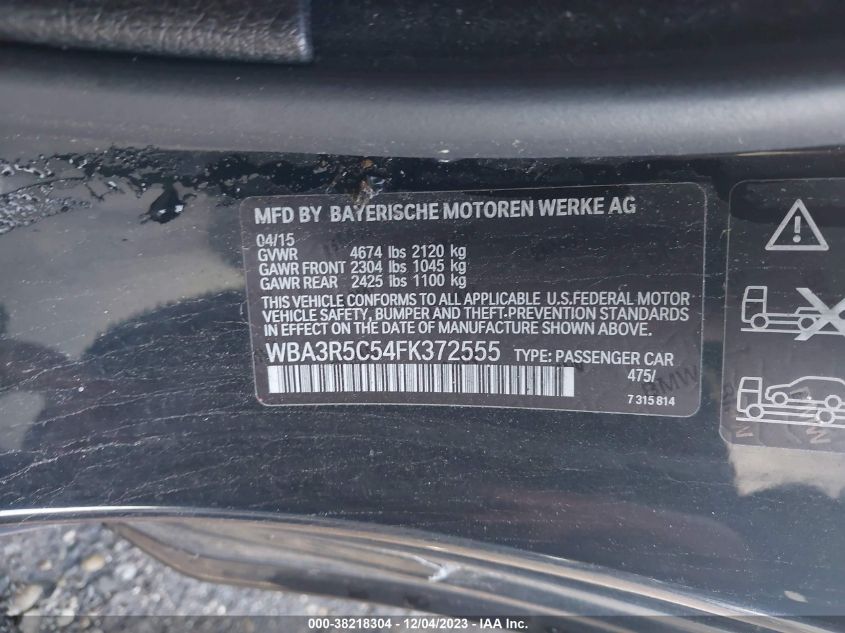 MFD BY BAYERISCHE MOTOREN WERKE AG
04/15
GVWR 4674 lbs 2120 kg
GAWR FRONT 2304 lbs 1045 kg
GAWR REAR 2425 lbs 1100 kg
THIS VEHICLE CONFORMS TO ALL APPLICABLE U.S.FEDERAL MOTOR
VEHICLE SAFETY, BUMPER AND THEFT-PREVENTION STANDARDS
IN EFFECT ON THE DATE OF MANUFACTURE SHOWN ABOVE.
WBA3R5C54FK372555 TYPE: PASSENGER CAR
475/
BMW
7 315 814
000-38218304 - 12/04/2023 - IAA Inc.